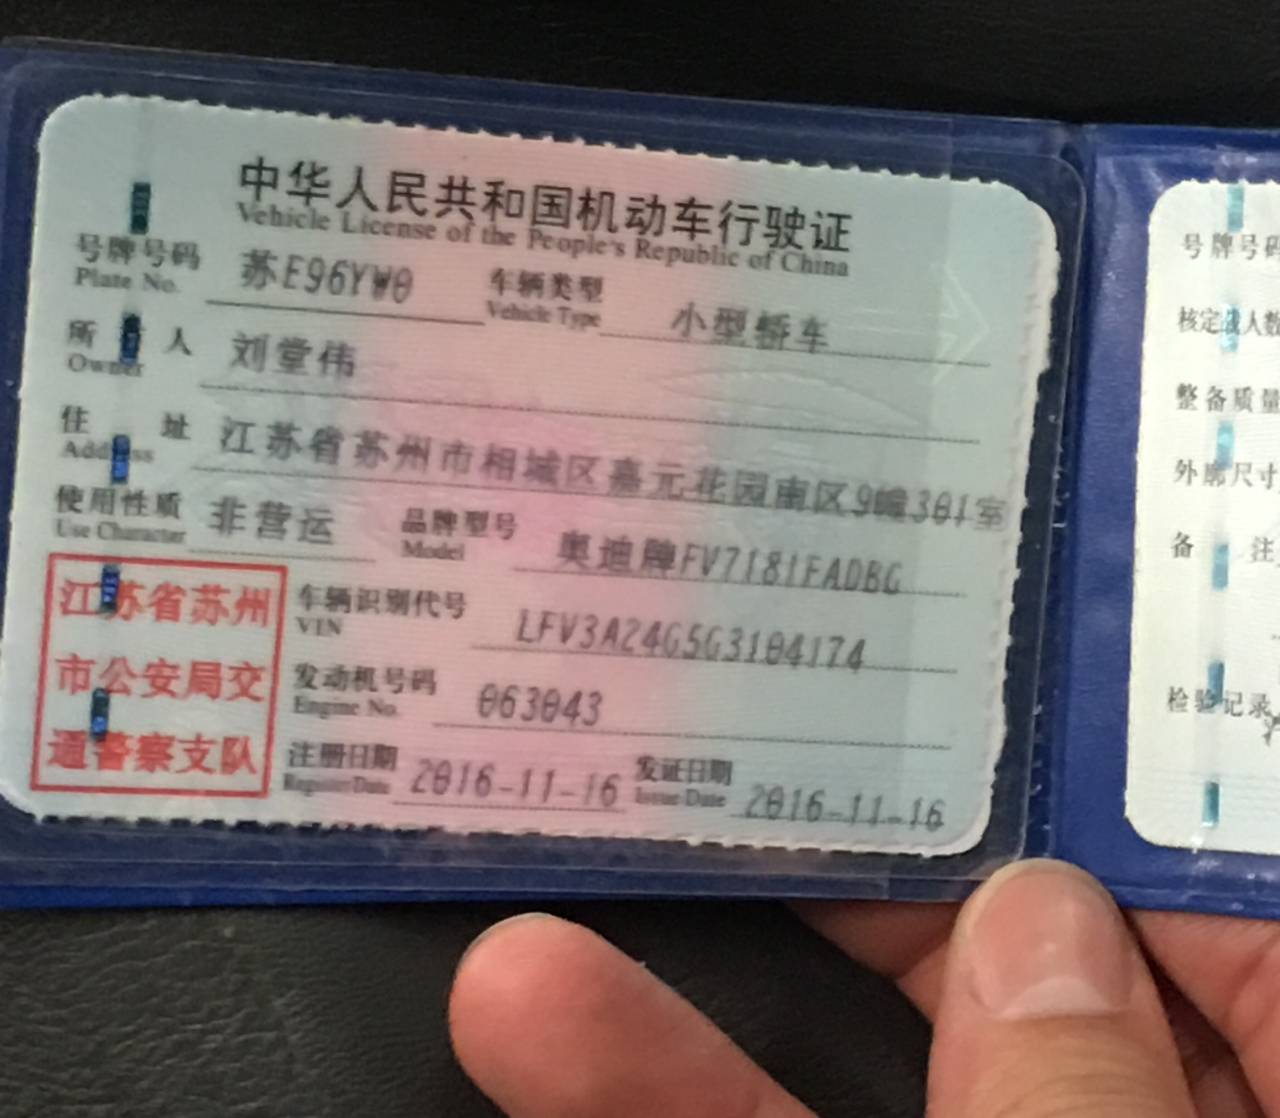 中华人民共和国机动车行驶证
Vehicle License of the People's Republic of China
号牌号码 苏E96YW0 车辆类型 小型轿车
Plate No. Vehicle Type
所 人 刘堂伟
Owner
住 址 江苏省苏州市相城区嘉元花园南区9幢301室
Address
使用性质 非营运 品牌型号 奥迪牌FV7181FADBG
Use Character Model
车辆识别代号 LFV3A24G5G3104174
VIN
发动机号码 063043
Engine No.
注册日期 2016-11-16 发证日期 2016-11-16
Register Date Issue Date
江苏省苏州
市公安局交
通警察支队
号牌号码
核定载人数
整备质量
外廓尺寸
备 注
检验记录